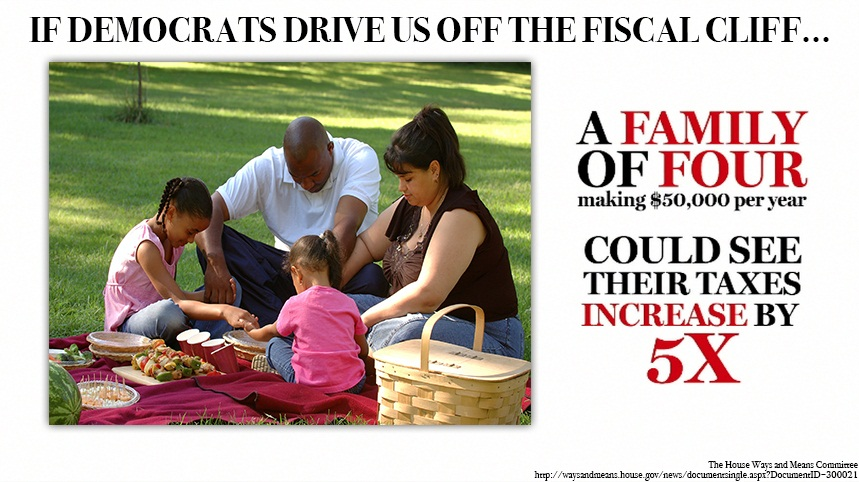 IF DEMOCRATS DRIVE US OFF THE FISCAL CLIFF...
A FAMILY
OF FOUR
making $50,000 per year
COULD SEE
THEIR TAXES
INCREASE BY
5X
The House Ways and Means Committee
http://waysandmeans.house.gov/news/documentsingle.aspx?DocumentID=300021